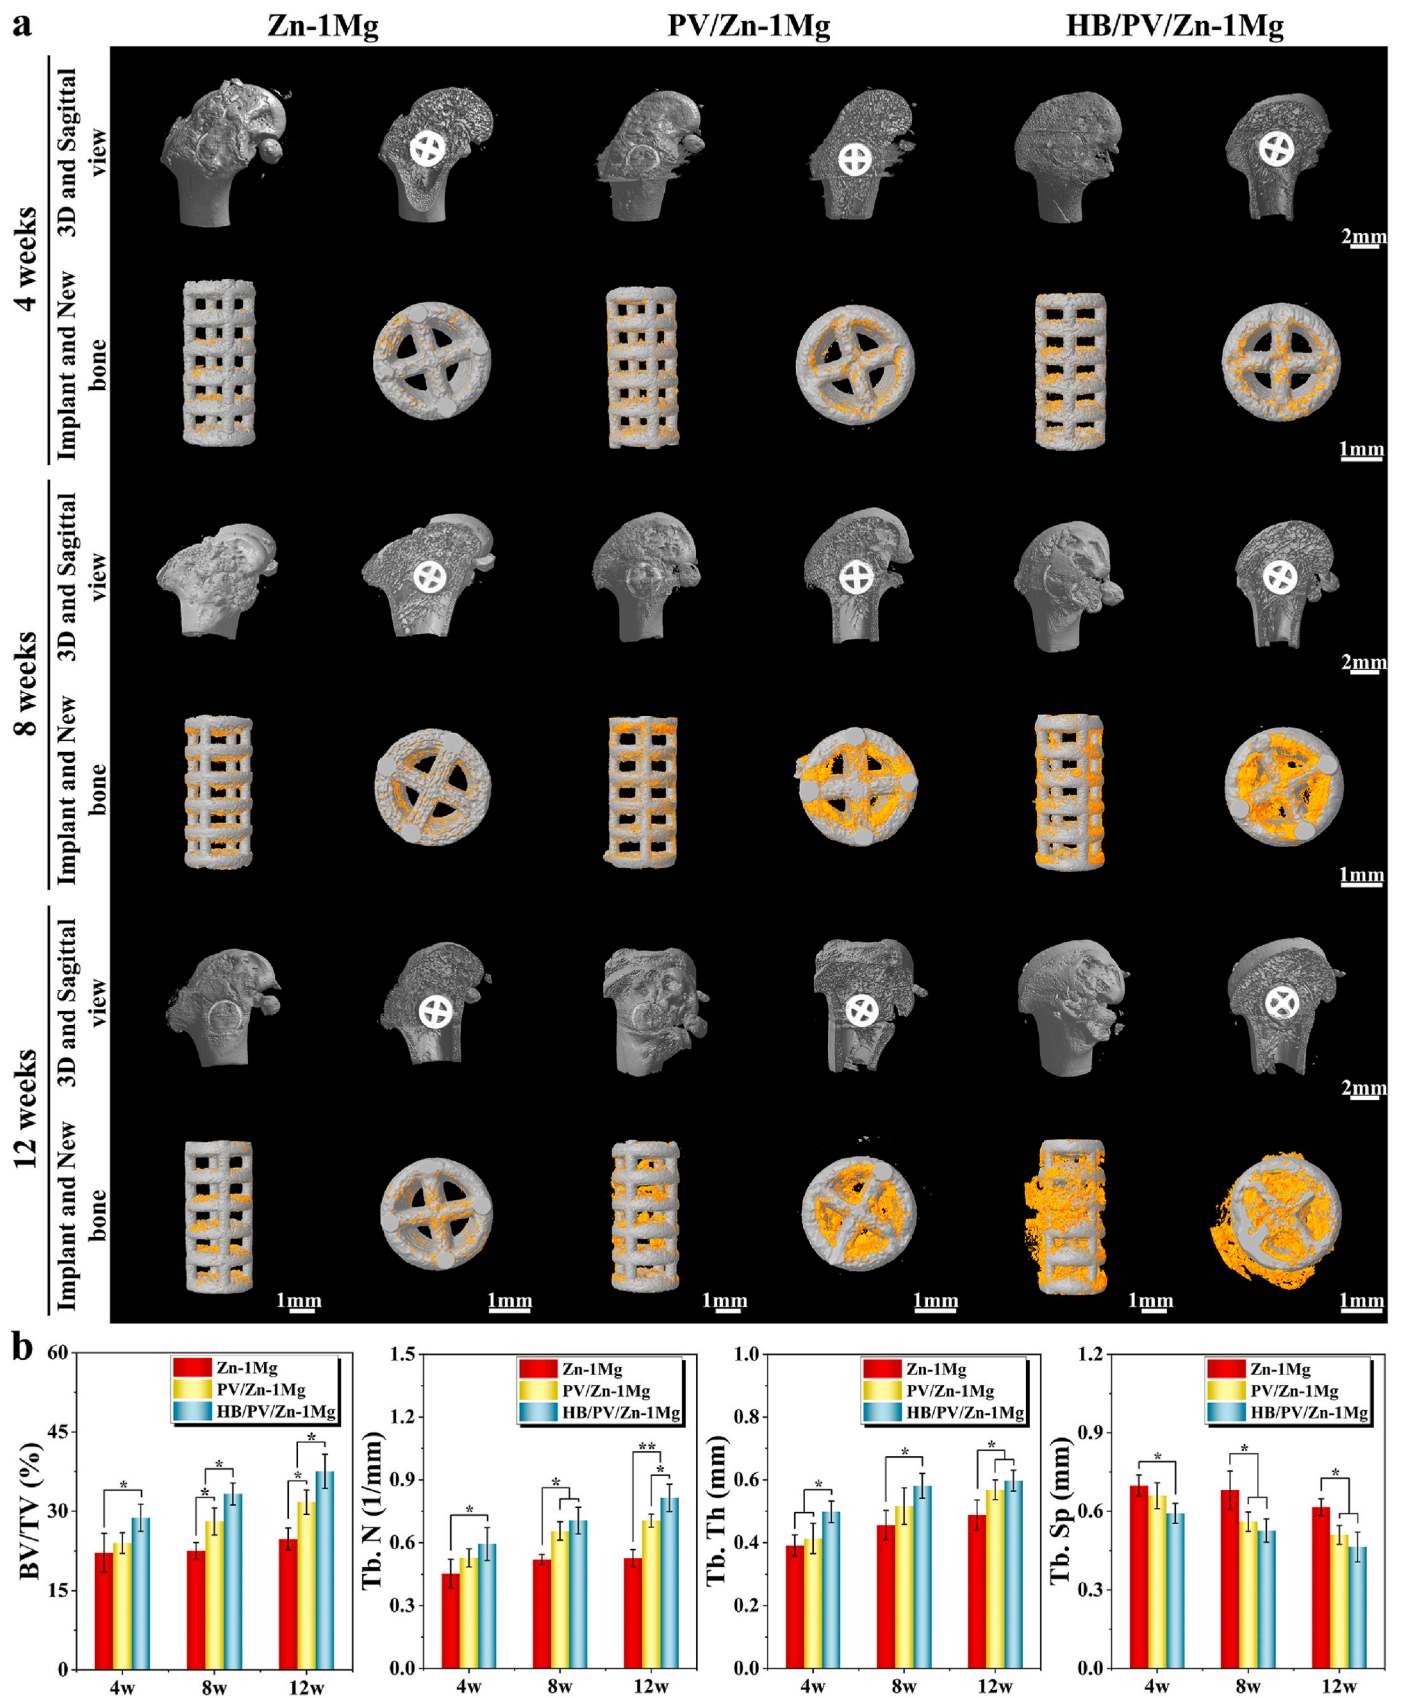 a
Zn-1Mg PV/Zn-1Mg HB/PV/Zn-1Mg
4 weeks
3D and Sagittal
view
2mm
Implant and New
bone
1mm
8 weeks
3D and Sagittal
view
2mm
Implant and New
bone
1mm
12 weeks
3D and Sagittal
view
2mm
Implant and New
bone
1mm 1mm 1mm 1mm 1mm 1mm
b
BV/TV (%)
60
45
30
15
0
Zn-1Mg
PV/Zn-1Mg
HB/PV/Zn-1Mg
* * * * *
4w 8w 12w
Tb. N (1/mm)
1.5
1.2
0.9
0.6
0.3
0.0
Zn-1Mg
PV/Zn-1Mg
HB/PV/Zn-1Mg
* * ** *
4w 8w 12w
Tb. Th (mm)
1.0
0.8
0.6
0.4
0.2
0.0
Zn-1Mg
PV/Zn-1Mg
HB/PV/Zn-1Mg
* * *
4w 8w 12w
Tb. Sp (mm)
1.2
0.9
0.6
0.3
0.0
Zn-1Mg
PV/Zn-1Mg
HB/PV/Zn-1Mg
* * *
4w 8w 12w